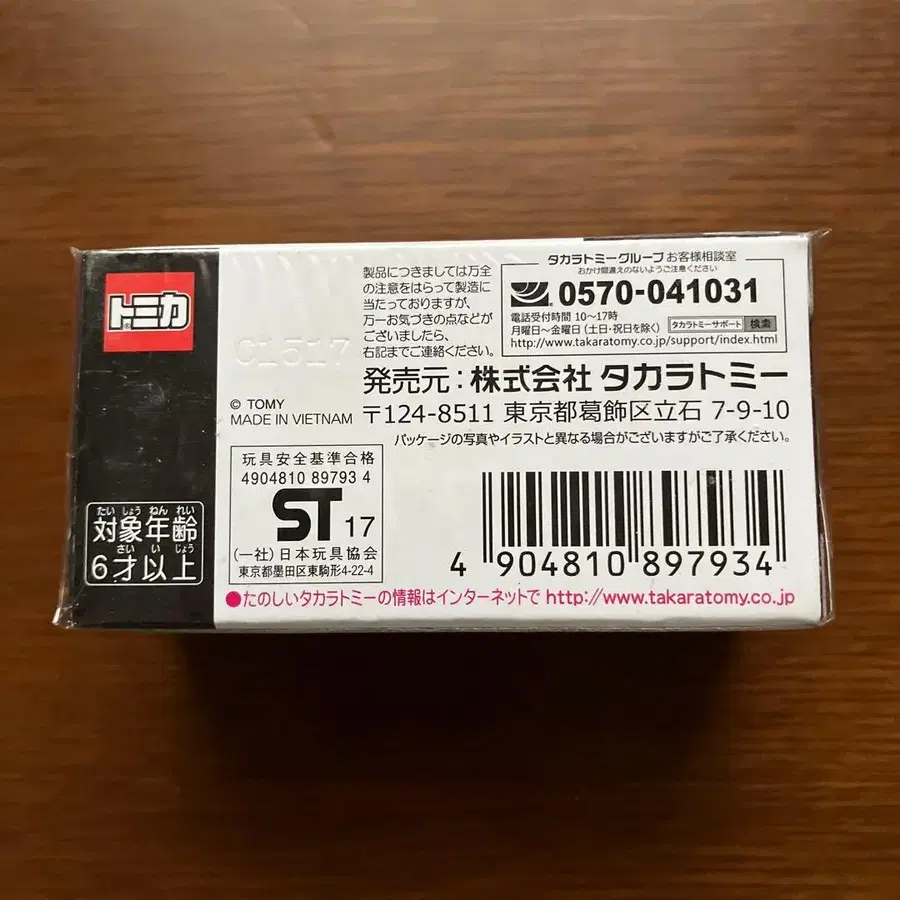 トミカ
®
C1517
© TOMY
MADE IN VIETNAM
製品につきましては万全
の注意をはらって製造に
当たっておりますが、
万一お気づきの点などが
ございましたら、
右記までご連絡ください。
タカラトミーグループ お客様相談室
おかけ間違えのないようご注意ください
0570-041031
電話受付時間 10〜17時
月曜日〜金曜日(土・日・祝日を除く)
タカラトミーサポート 検索
http://www.takaratomy.co.jp/support/index.html
発売元:株式会社 タカラトミー
〒124-8511 東京都葛飾区立石 7-9-10
パッケージの写真やイラストと異なる場合がございますがご了承ください。
たい しょう ねん れい
対象年齢
さい い じょう
6才以上
玩具安全基準合格
4904810 89793 4
ST 17
(一社)日本玩具協会
東京都墨田区東駒形4-22-4
4 904810 897934
●たのしいタカラトミーの情報はインターネットで http://www.takaratomy.co.jp